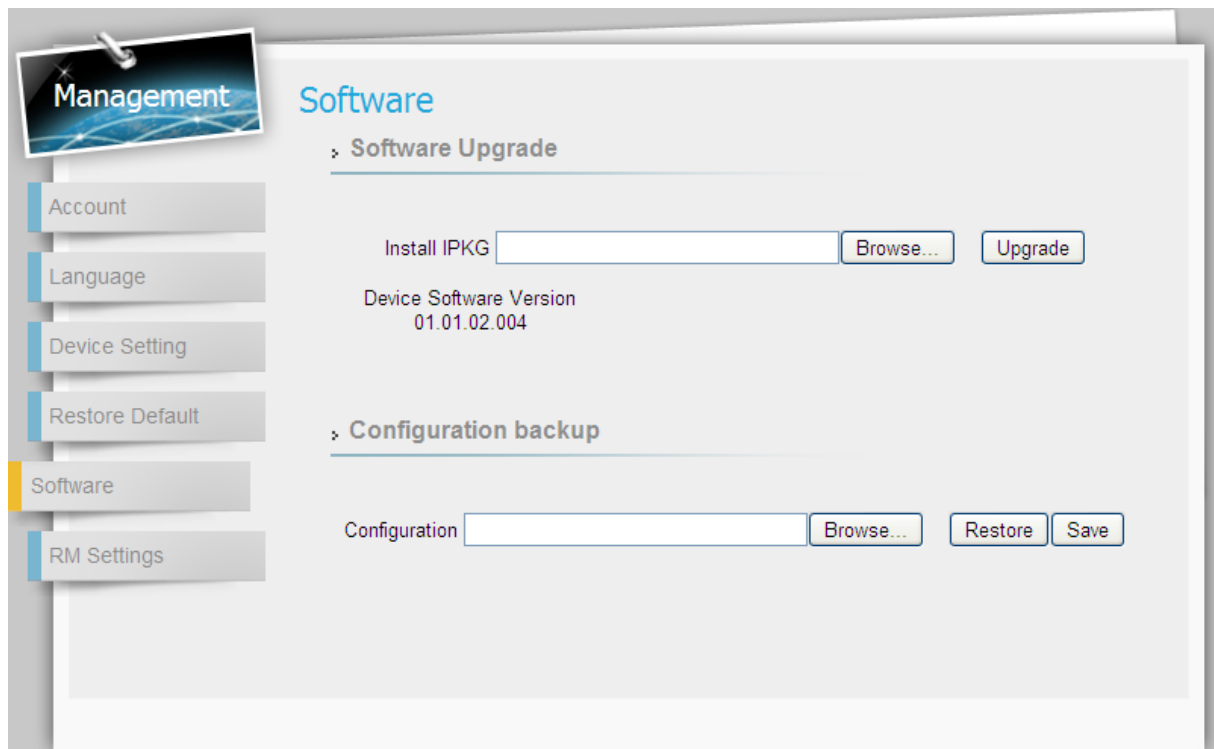 Management
Account
Language
Device Setting
Restore Default
Software
RM Settings
Software
Software Upgrade
Install IPKG Browse... Upgrade
Device Software Version
01.01.02.004
Configuration backup
Configuration Browse... Restore Save